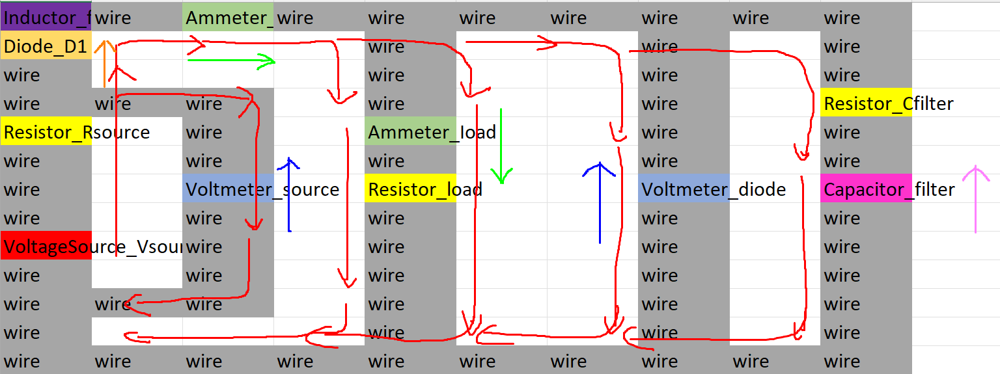 Inductor_f wire Ammeter_ wire wire wire wire wire wire wire
Diode_D1 wire wire wire
wire wire wire wire
wire wire wire wire wire Resistor_Cfilter
Resistor_Rsource wire Ammeter_load wire wire
wire wire wire wire wire
wire Voltmeter_source Resistor_load Voltmeter_diode Capacitor_filter
wire wire wire wire wire
VoltageSource_Vsour wire wire wire wire
wire wire wire wire wire
wire wire wire wire wire wire
wire wire wire wire
wire wire wire wire wire wire wire wire wire wire